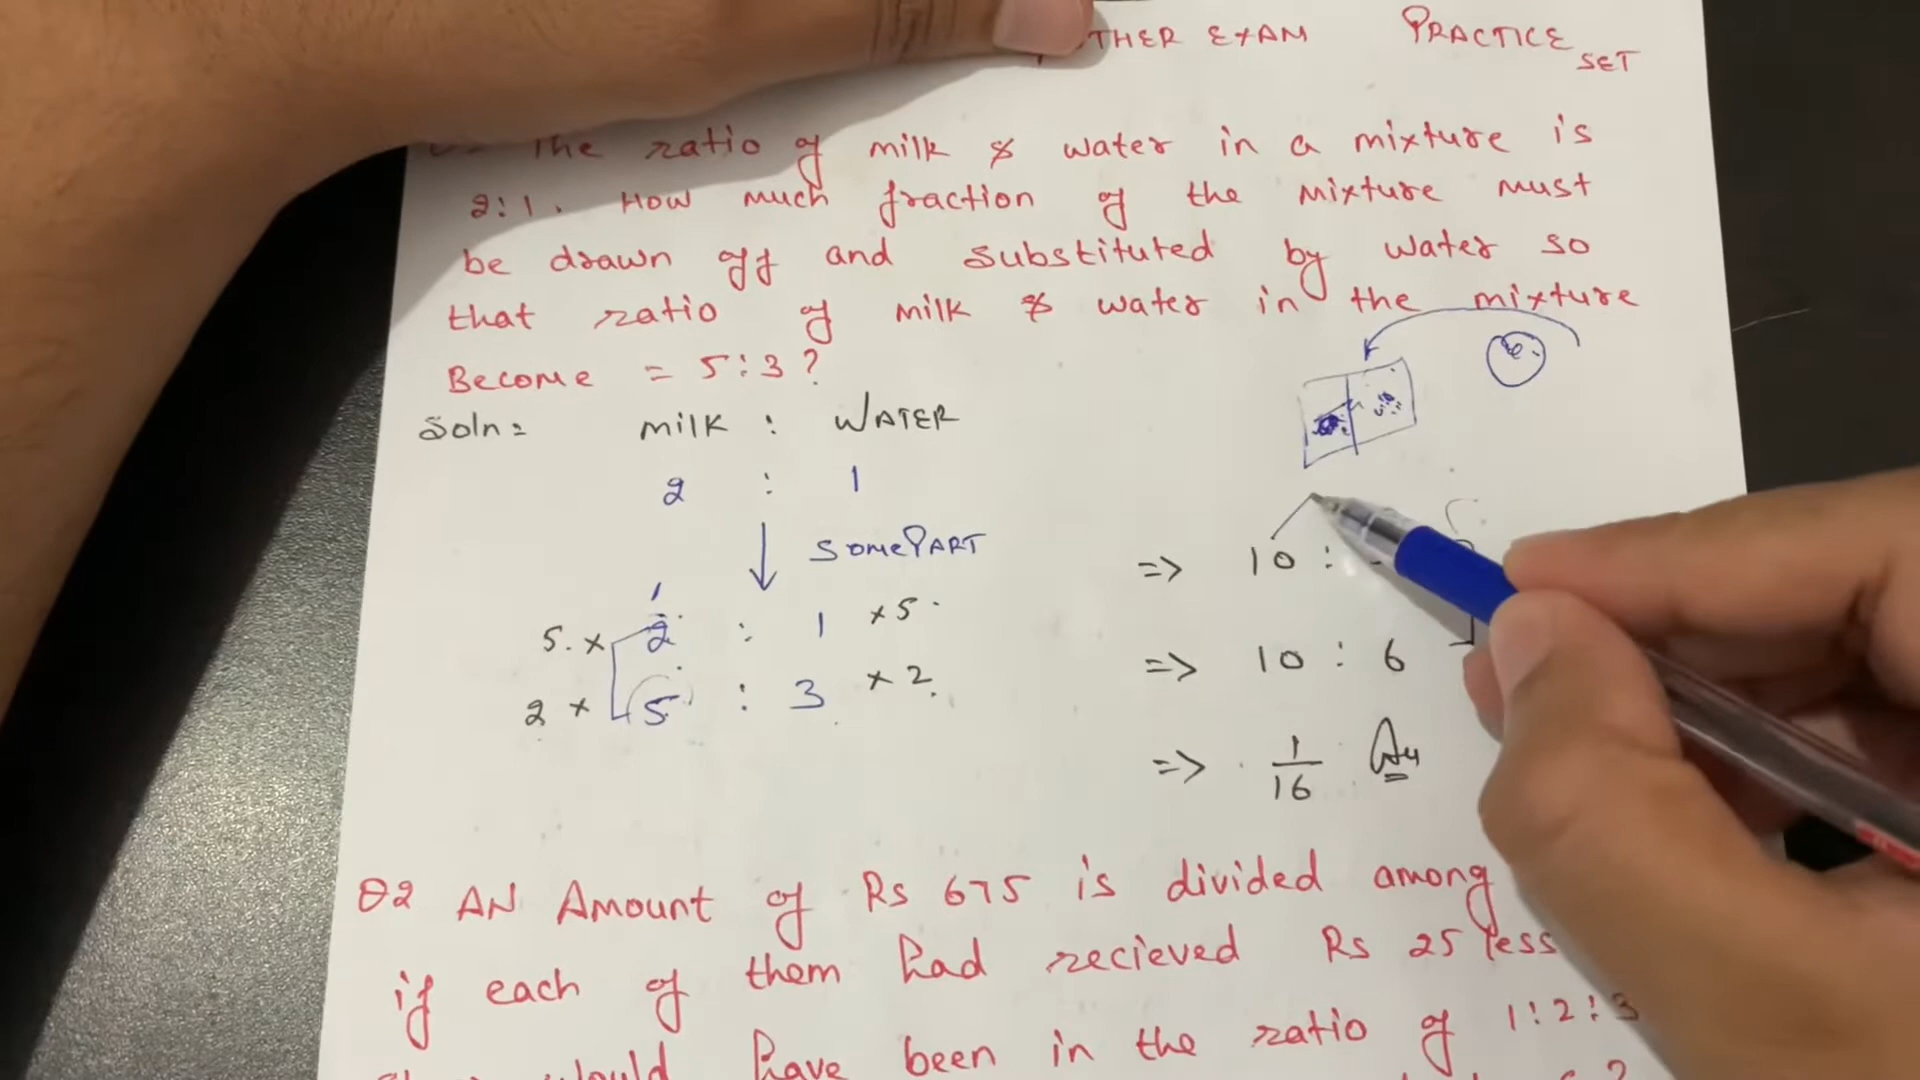 THER EXAM PRACTICE SET
The ratio of milk & water in a mixture is
2:1. How much fraction of the mixture must
be drawn off and substituted by water so
that ratio of milk & water in the mixture
Become = 5:3?
Soln= milk : WATER
2 : 1
SOMEPART
5. × 2 : 1 ×5.
2 × 5 : 3 ×2.
=> 10 :
=> 10 : 6
=> 1/16
Q2 AN Amount of Rs 675 is divided among
if each of them had recieved Rs 25 less
would have been in the ratio of 1:2:3